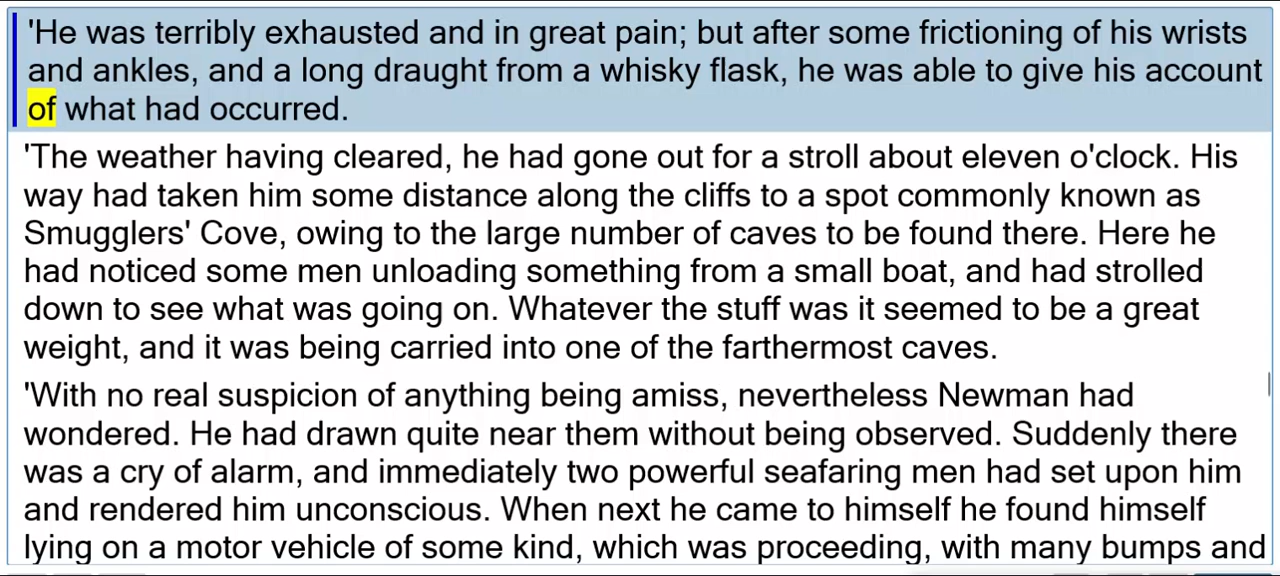 'He was terribly exhausted and in great pain; but after some frictioning of his wrists
and ankles, and a long draught from a whisky flask, he was able to give his account
of what had occurred.
'The weather having cleared, he had gone out for a stroll about eleven o'clock. His
way had taken him some distance along the cliffs to a spot commonly known as
Smugglers' Cove, owing to the large number of caves to be found there. Here he
had noticed some men unloading something from a small boat, and had strolled
down to see what was going on. Whatever the stuff was it seemed to be a great
weight, and it was being carried into one of the farthermost caves.
'With no real suspicion of anything being amiss, nevertheless Newman had
wondered. He had drawn quite near them without being observed. Suddenly there
was a cry of alarm, and immediately two powerful seafaring men had set upon him
and rendered him unconscious. When next he came to himself he found himself
lying on a motor vehicle of some kind, which was proceeding, with many bumps and